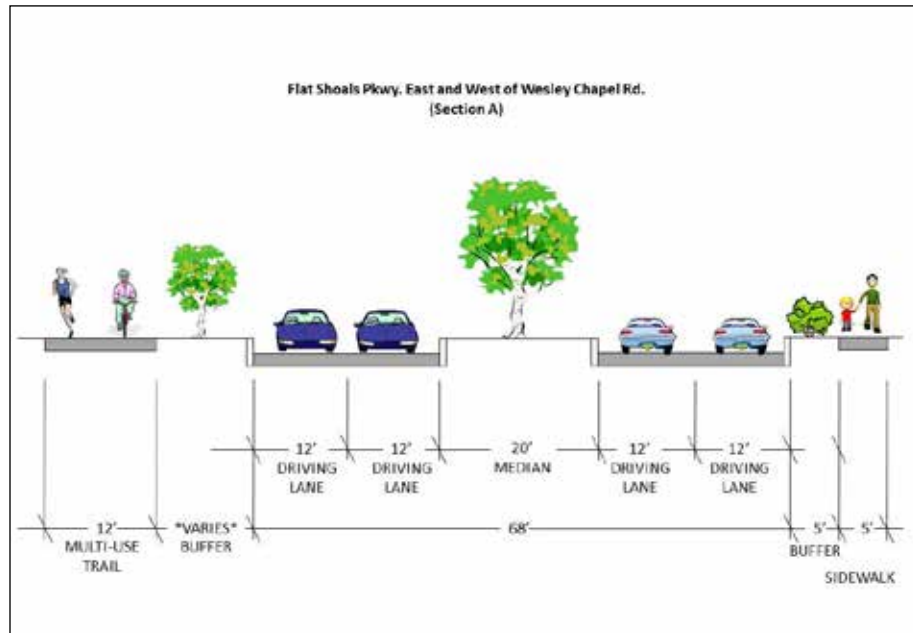 Flat Shoals Pkwy. East and West of Wesley Chapel Rd.
(Section A)
12' 12' 20' 12' 12'
DRIVING DRIVING MEDIAN DRIVING DRIVING
LANE LANE LANE LANE
12' *VARIES* 68' 5' 5'
MULTI-USE BUFFER BUFFER
TRAIL
SIDEWALK